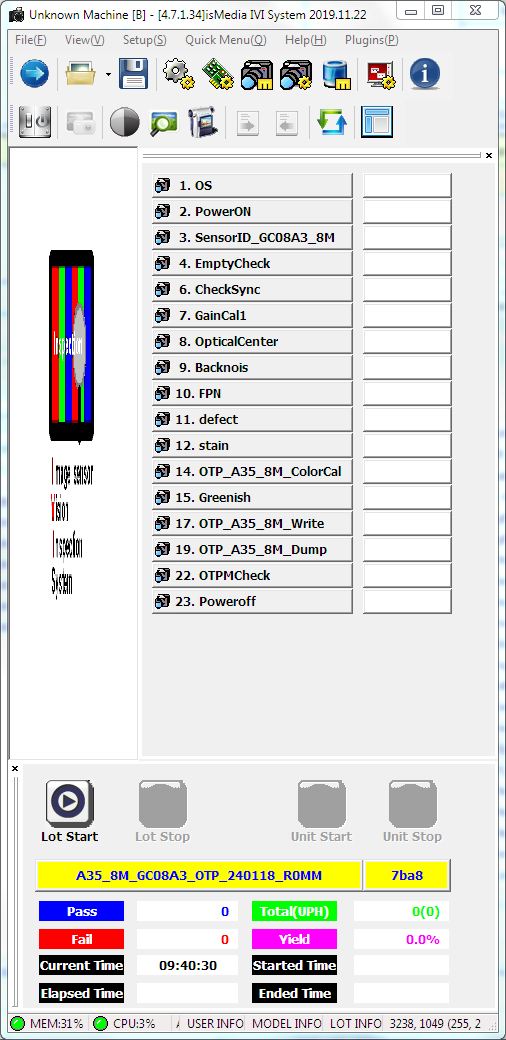 Unknown Machine [B] - [4.7.1.34]isMedia IVI System 2019.11.22
File(F) View(V) Setup(S) Quick Menu(Q) Help(H) Plugins(P)
1. OS
2. PowerON
3. SensorID_GC08A3_8M
4. EmptyCheck
6. CheckSync
7. GainCal1
8. OpticalCenter
9. Backnois
10. FPN
11. defect
12. stain
14. OTP_A35_8M_ColorCal
15. Greenish
17. OTP_A35_8M_Write
19. OTP_A35_8M_Dump
22. OTPMCheck
23. Poweroff
Inspection
Image sensor
Vision
Inspection
System
Lot Start Lot Stop Unit Start Unit Stop
A35_8M_GC08A3_OTP_240118_R0MM 7ba8
Pass 0 Total(UPH) 0(0)
Fail 0 Yield 0.0%
Current Time 09:40:30 Started Time
Elapsed Time Ended Time
MEM:31% CPU:3% USER INFO MODEL INFO LOT INFO 3238, 1049 (255, 2